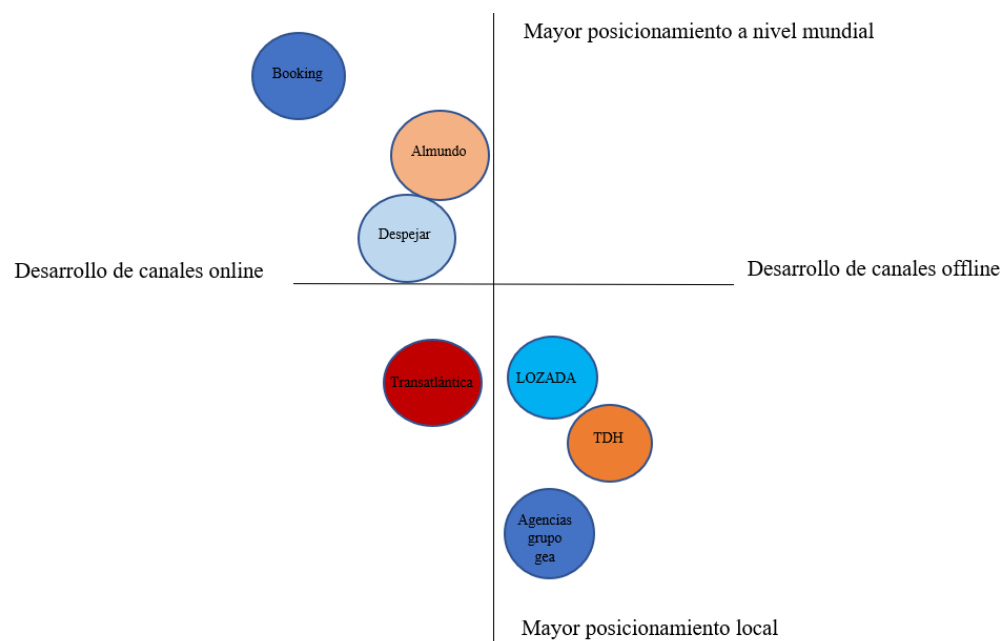 Mayor posicionamiento a nivel mundial
Booking
Almundo
Despejar
Desarrollo de canales online
Desarrollo de canales offline
Transatlántica
LOZADA
TDH
Agencias
grupo
gea
Mayor posicionamiento local